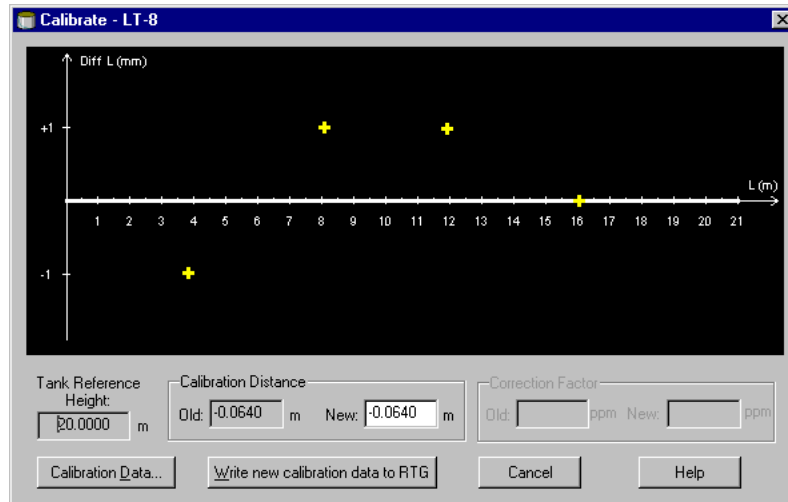 Calibrate - LT-8
Diff L (mm)
+1
L (m)
1 2 3 4 5 6 7 8 9 10 11 12 13 14 15 16 17 18 19 20 21
-1
Tank Reference Height:
20.0000 m
Calibration Distance
Old: -0.0640 m New: -0.0640 m
Correction Factor
Old: ppm New: ppm
Calibration Data... Write new calibration data to RTG Cancel Help